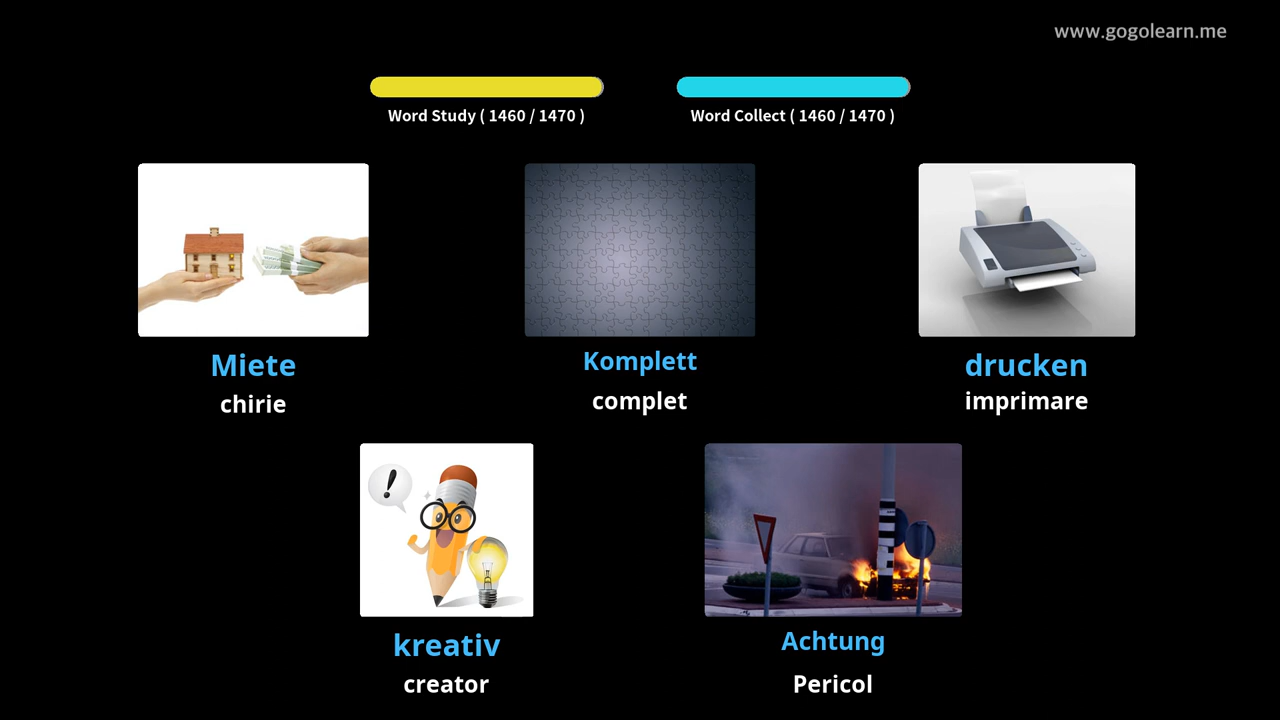 www.gogolearn.me
Word Study ( 1460 / 1470 )
Word Collect ( 1460 / 1470 )
Miete
chirie
Komplett
complet
drucken
imprimare
kreativ
creator
Achtung
Pericol